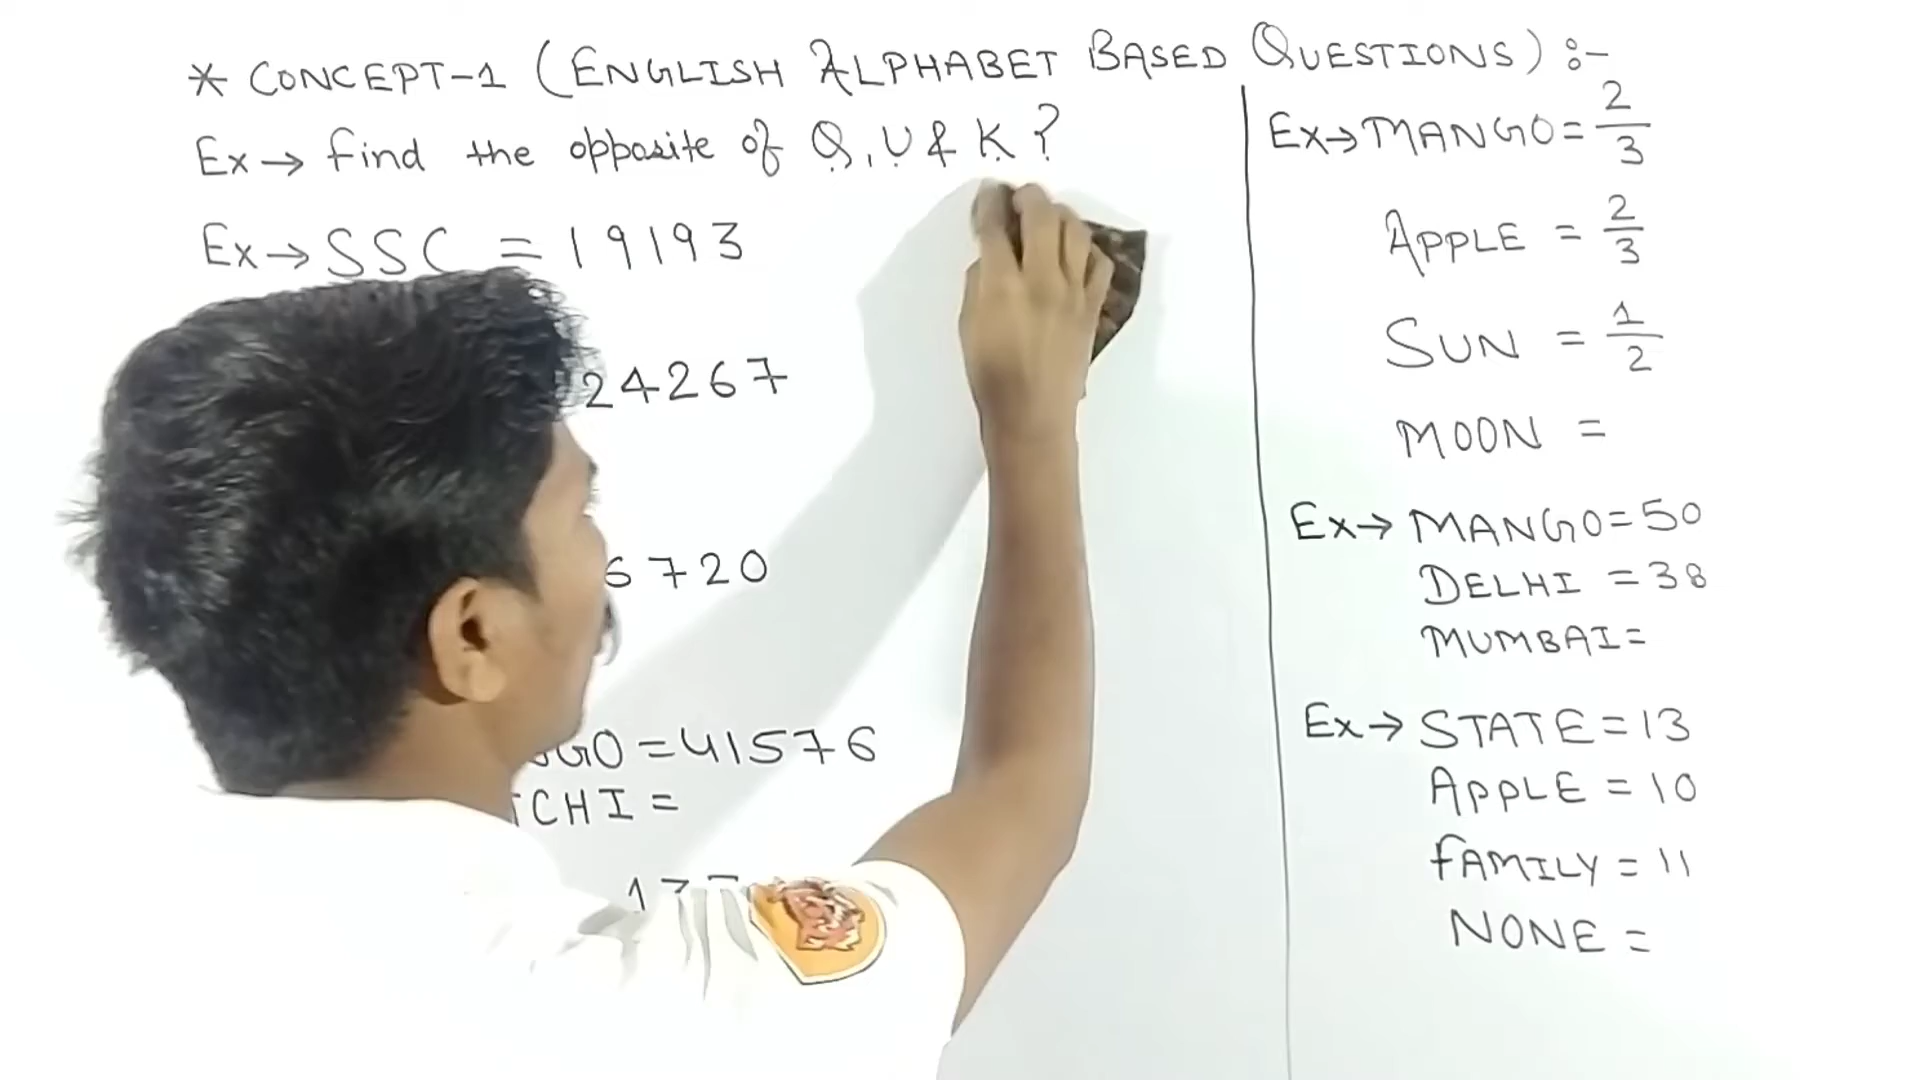 * CONCEPT-1 (ENGLISH ALPHABET BASED QUESTIONS) :-
Ex→ find the opposite of Q, U & K ?
Ex→ SSC = 19193
24267
6720
GO = 41576
CHI =
Ex→ MANGO = 2/3
APPLE = 2/3
SUN = 1/2
MOON =
Ex→ MANGO = 50
DELHI = 38
MUMBAI =
Ex→ STATE = 13
APPLE = 10
fAMILY = 11
NONE =